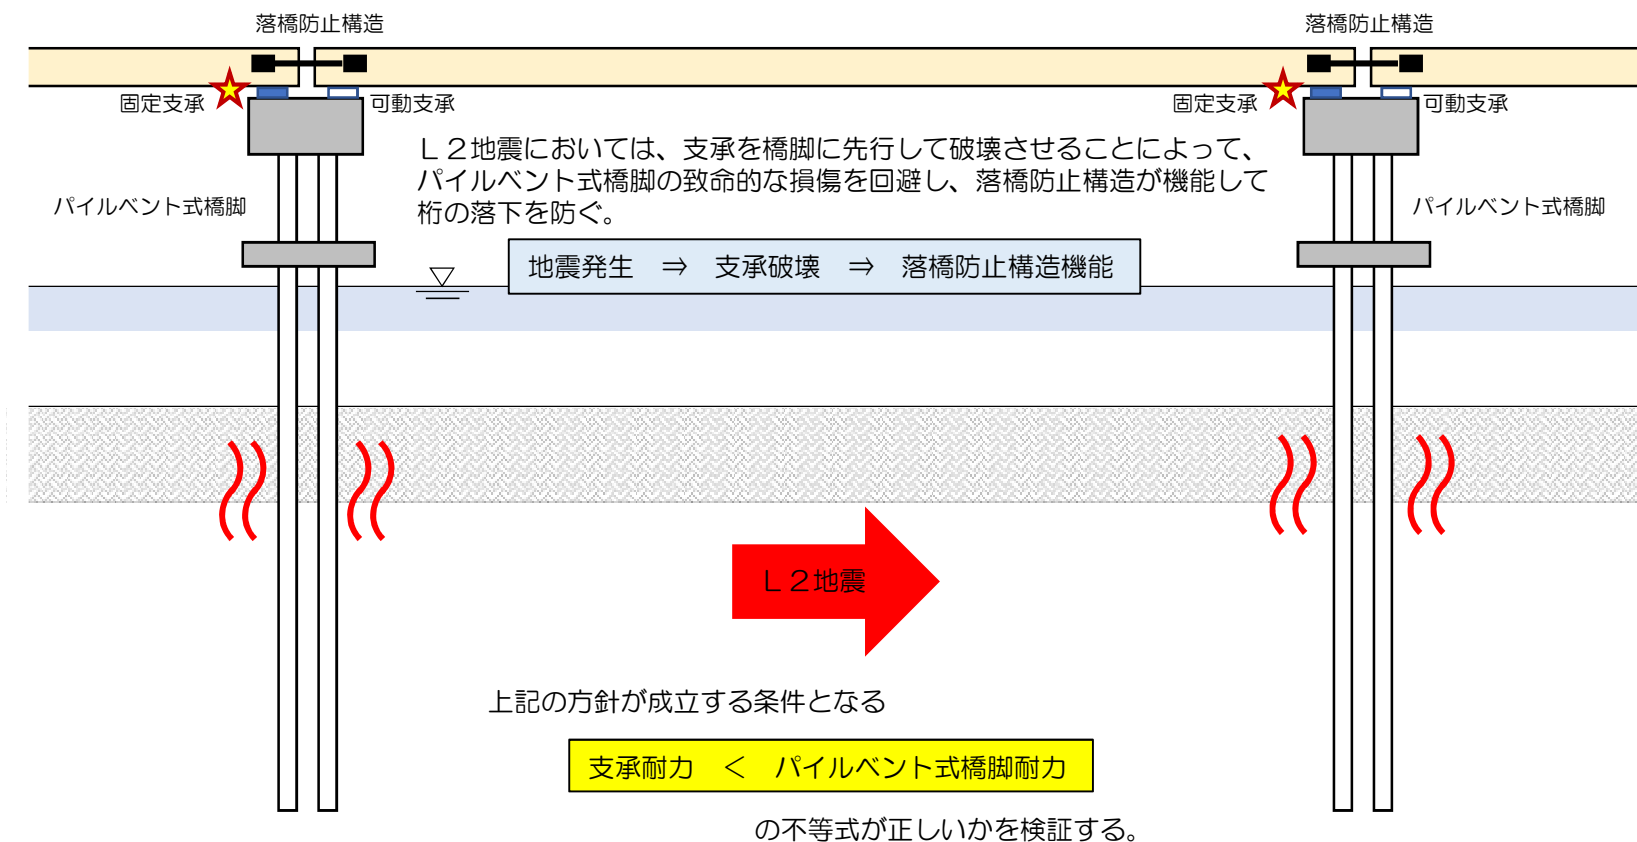 落橋防止構造
落橋防止構造
固定支承
可動支承
固定支承
可動支承
Ｌ２地震においては、支承を橋脚に先行して破壊させることによって、
パイルベント式橋脚の致命的な損傷を回避し、落橋防止構造が機能して
桁の落下を防ぐ。
パイルベント式橋脚
パイルベント式橋脚
地震発生　⇒　支承破壊　⇒　落橋防止構造機能
Ｌ２地震
上記の方針が成立する条件となる
支承耐力　＜　パイルベント式橋脚耐力
の不等式が正しいかを検証する。